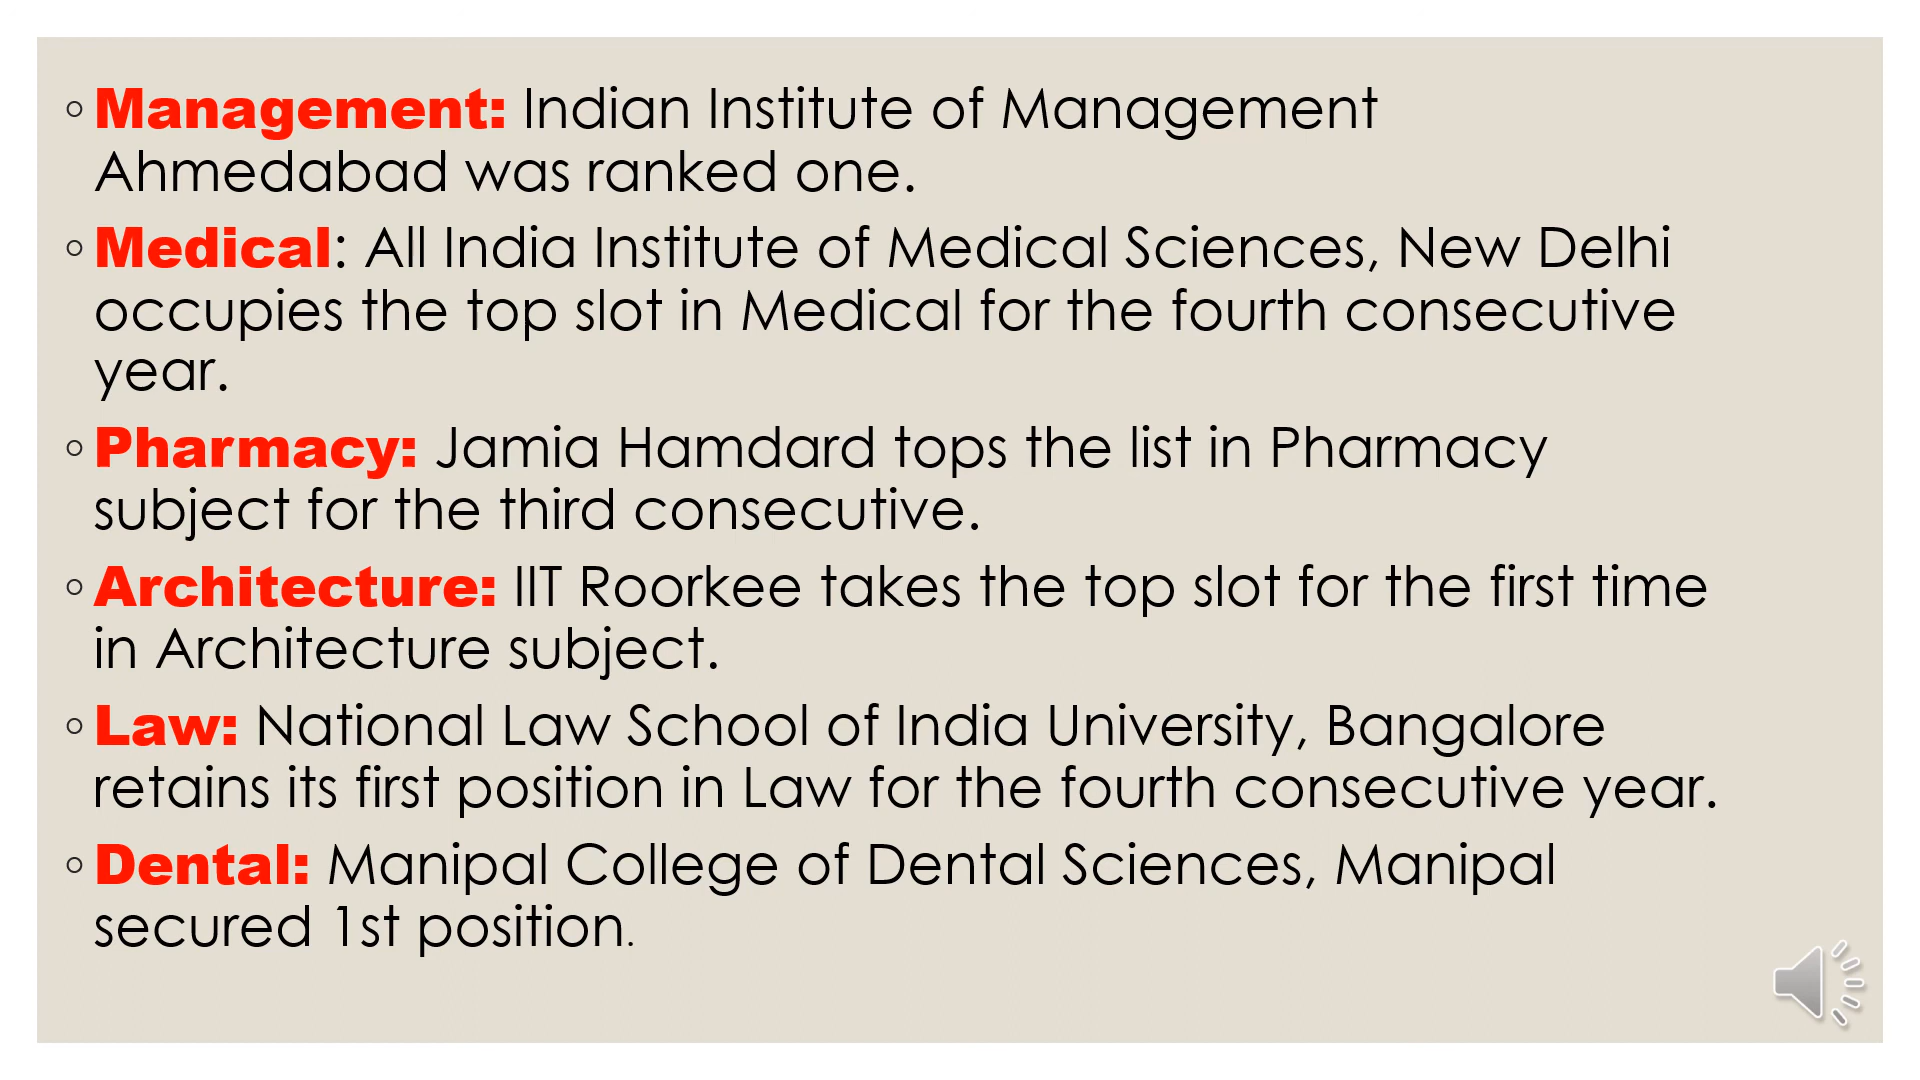 ◦ Management: Indian Institute of Management
Ahmedabad was ranked one.
◦ Medical: All India Institute of Medical Sciences, New Delhi
occupies the top slot in Medical for the fourth consecutive
year.
◦ Pharmacy: Jamia Hamdard tops the list in Pharmacy
subject for the third consecutive.
◦ Architecture: IIT Roorkee takes the top slot for the first time
in Architecture subject.
◦ Law: National Law School of India University, Bangalore
retains its first position in Law for the fourth consecutive year.
◦ Dental: Manipal College of Dental Sciences, Manipal
secured 1st position.